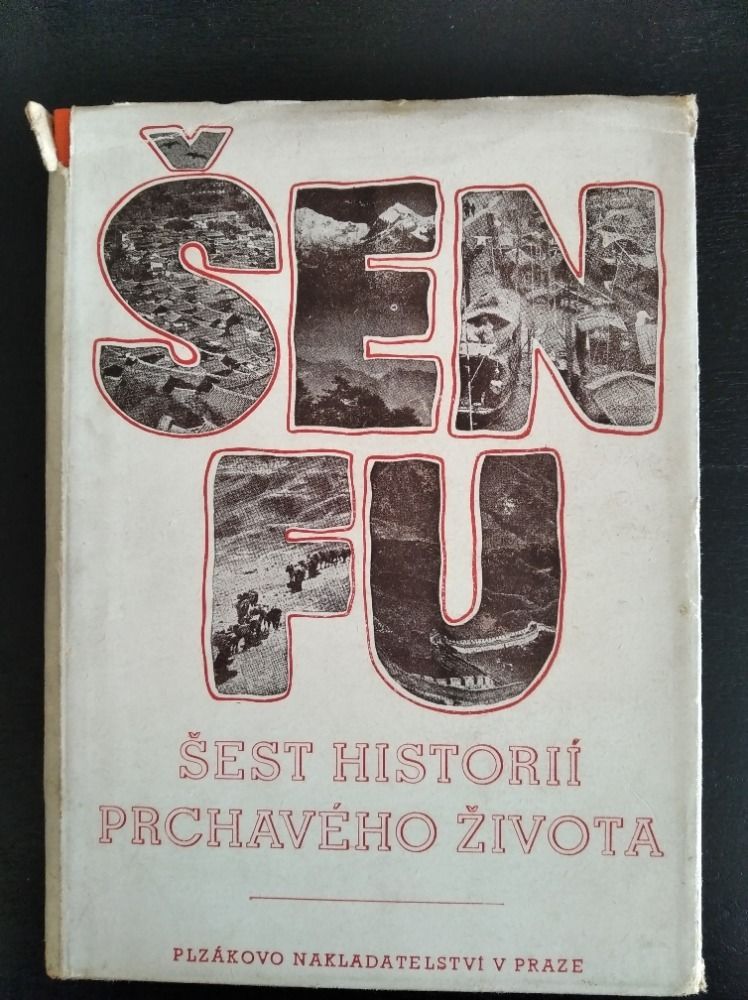 ŠEN
FU
ŠEST HISTORIÍ
PRCHAVÉHO ŽIVOTA
PLZÁKOVO NAKLADATELSTVÍ V PRAZE